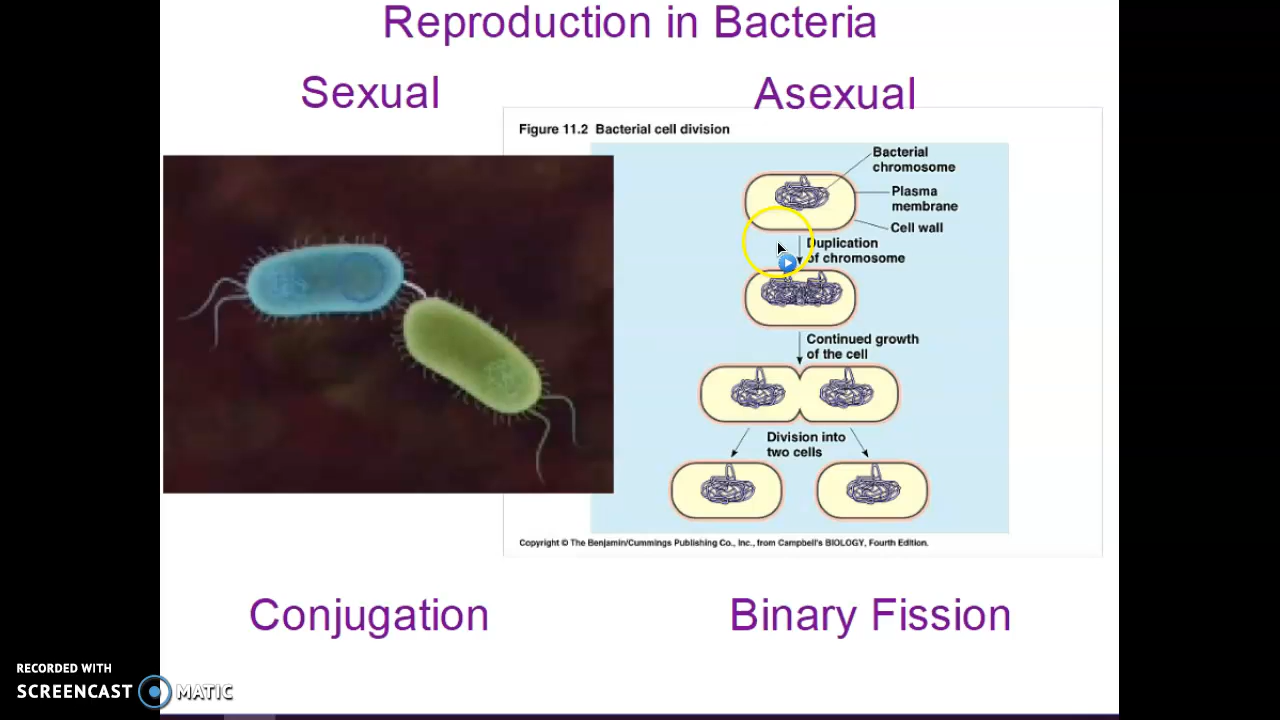 Reproduction in Bacteria
Sexual
Asexual
Figure 11.2 Bacterial cell division
Bacterial
chromosome
Plasma
membrane
Cell wall
Duplication
of chromosome
Continued growth
of the cell
Division into
two cells
Copyright © The Benjamin/Cummings Publishing Co., Inc., from Campbell's BIOLOGY, Fourth Edition.
Conjugation
Binary Fission
RECORDED WITH
SCREENCAST MATIC